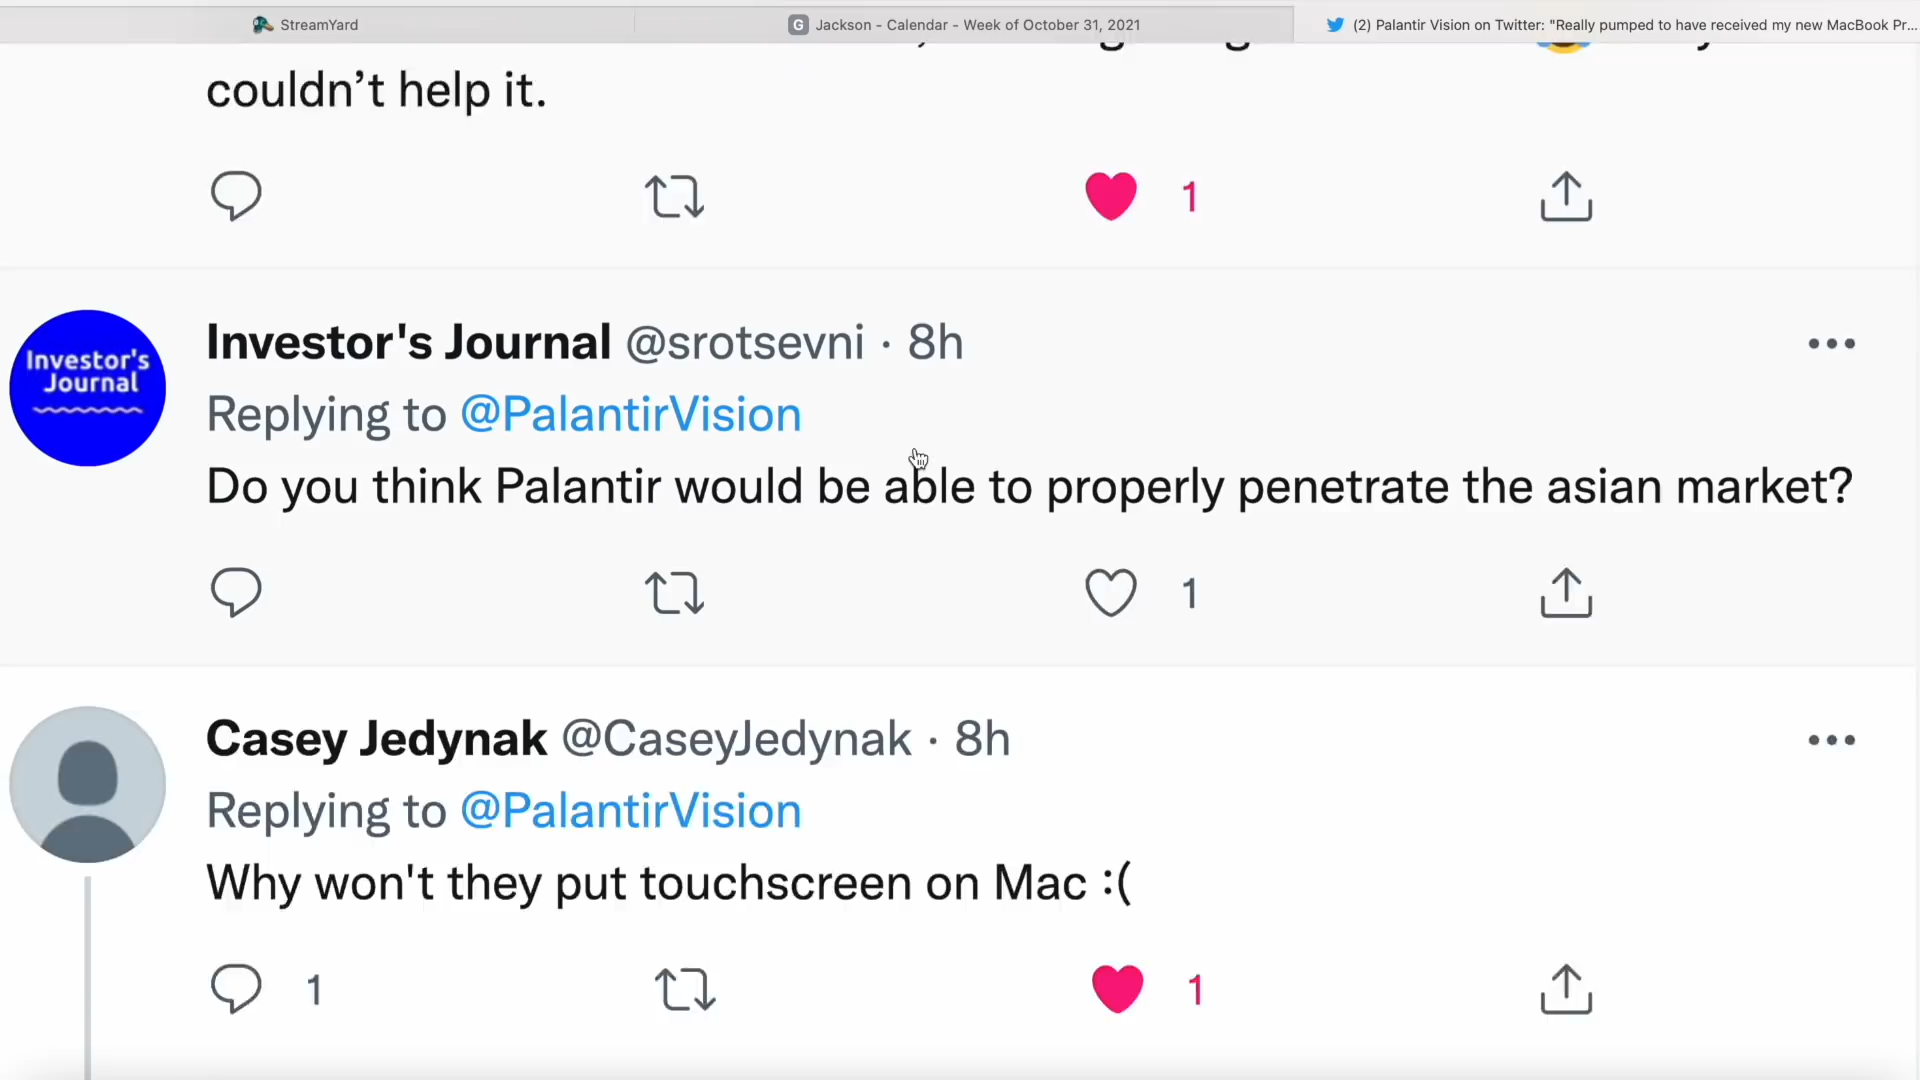 StreamYard
G Jackson - Calendar - Week of October 31, 2021
(2) Palantir Vision on Twitter: "Really pumped to have received my new MacBook Pr...
couldn’t help it.
1
Investor's
Journal
Investor's Journal @srotsevni · 8h
Replying to @PalantirVision
Do you think Palantir would be able to properly penetrate the asian market?
1
Casey Jedynak @CaseyJedynak · 8h
Replying to @PalantirVision
Why won't they put touchscreen on Mac :(
1 1